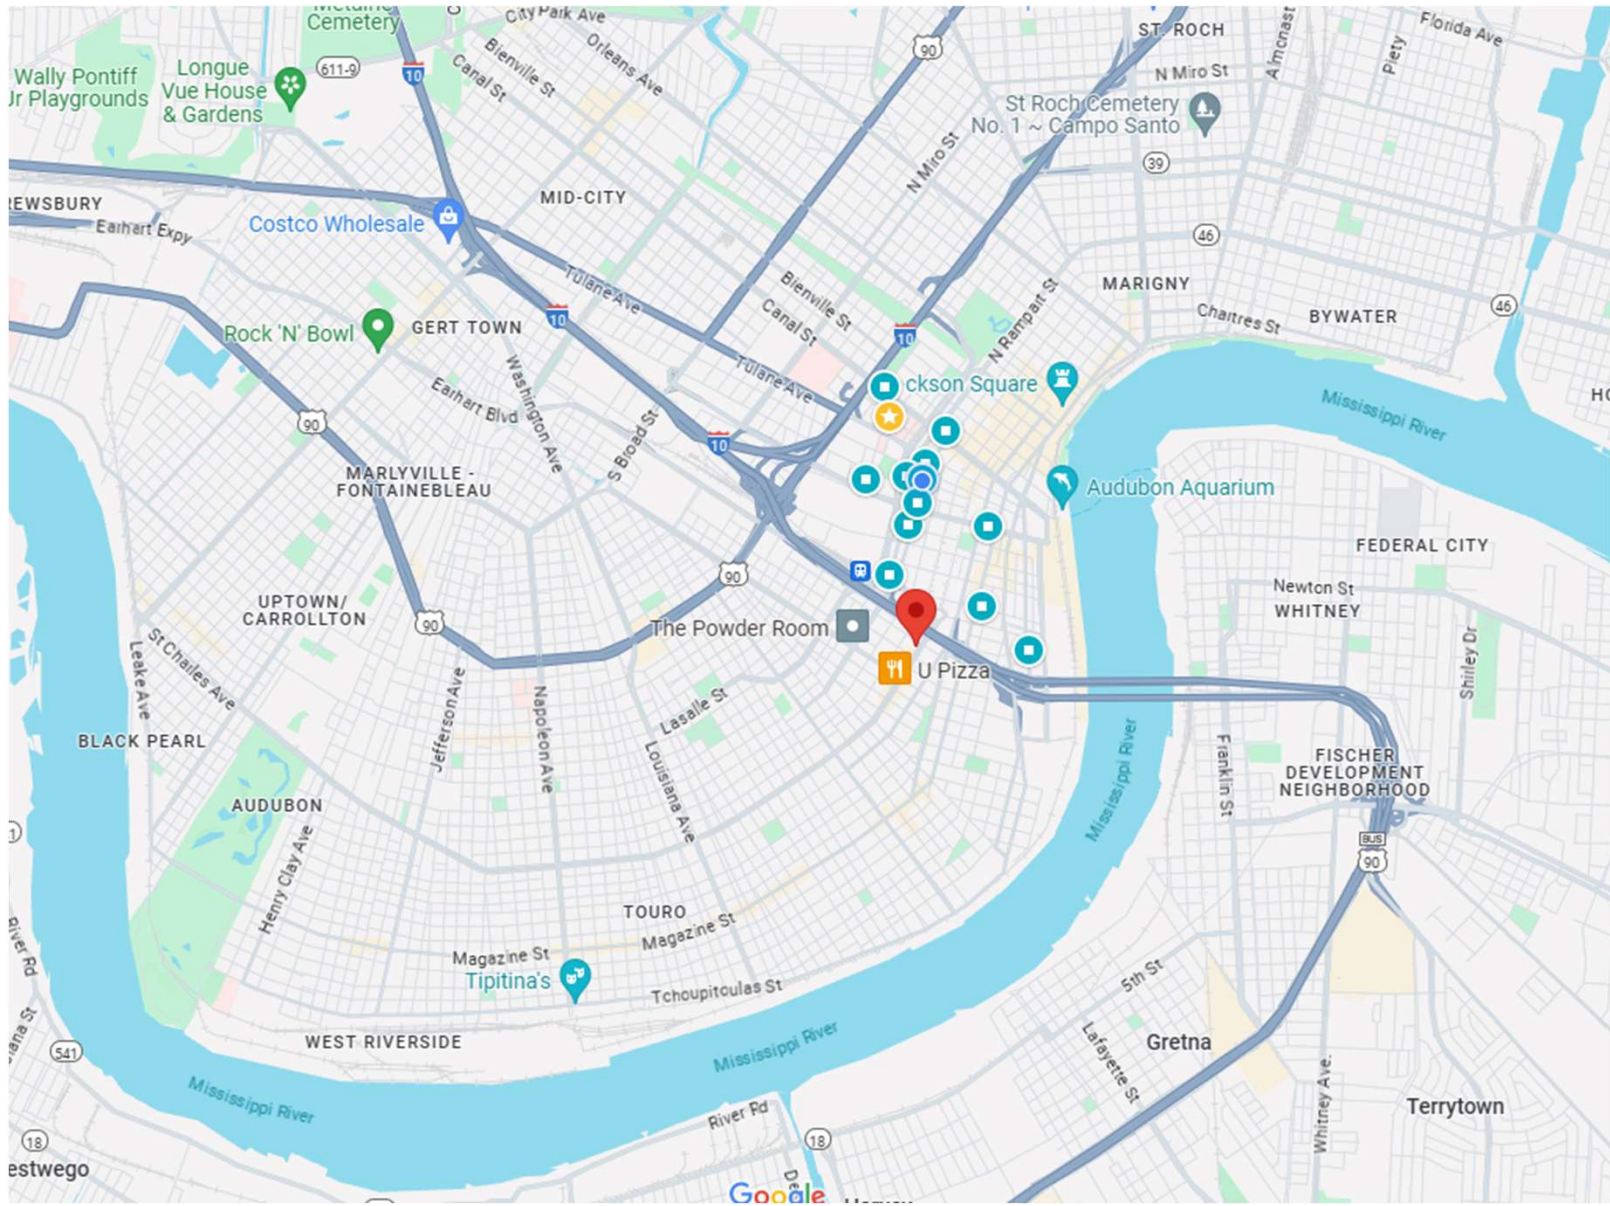 Metairie
Cemetery
City Park Ave
Orleans Ave
Bienville St
Canal St
611-9
10
90
ST. ROCH
N Miro St
Almonast
Piety
Florida Ave
Wally Pontiff
Jr Playgrounds
Longue
Vue House
& Gardens
St Roch Cemetery
No. 1 ~ Campo Santo
N Miro St
39
REWSBURY
Earhart Expy
Costco Wholesale
MID-CITY
46
Tulane Ave
Bienville St
Canal St
N Rampart St
MARIGNY
Chartres St
BYWATER
46
Rock 'N' Bowl
GERT TOWN
10
10
Washington Ave
Earhart Blvd
S Broad St
Tulane Ave
ckson Square
Mississippi River
HO
90
10
MARLYVILLE -
FONTAINEBLEAU
Audubon Aquarium
FEDERAL CITY
90
Newton St
WHITNEY
UPTOWN/
CARROLLTON
90
The Powder Room
U Pizza
Shirley Dr
St Charles Ave
Leake Ave
Jefferson Ave
Napoleon Ave
Lasalle St
Louisiana Ave
BLACK PEARL
Mississippi River
Franklin St
FISCHER
DEVELOPMENT
NEIGHBORHOOD
AUDUBON
Henry Clay Ave
BUS
90
TOURO
Magazine St
Magazine St
Tipitina's
Tchoupitoulas St
River Rd
5th St
WEST RIVERSIDE
Mississippi River
Gretna
Lafayette St
541
iana St
Mississippi River
River Rd
Whitney Ave.
Terrytown
18
18
estwego
De
Google